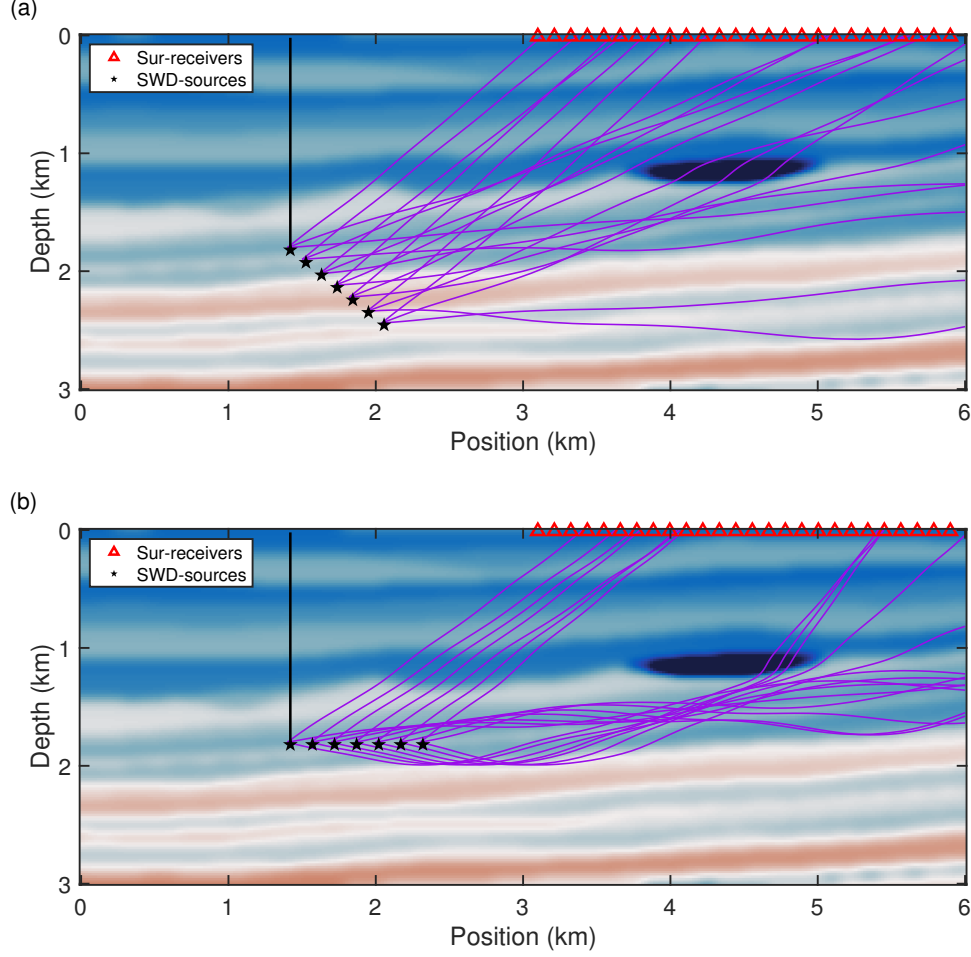 (a)
0
1
2
3
Depth (km)
Sur-receivers
SWD-sources
0 1 2 3 4 5 6
Position (km)
(b)
0
1
2
3
Depth (km)
Sur-receivers
SWD-sources
0 1 2 3 4 5 6
Position (km)